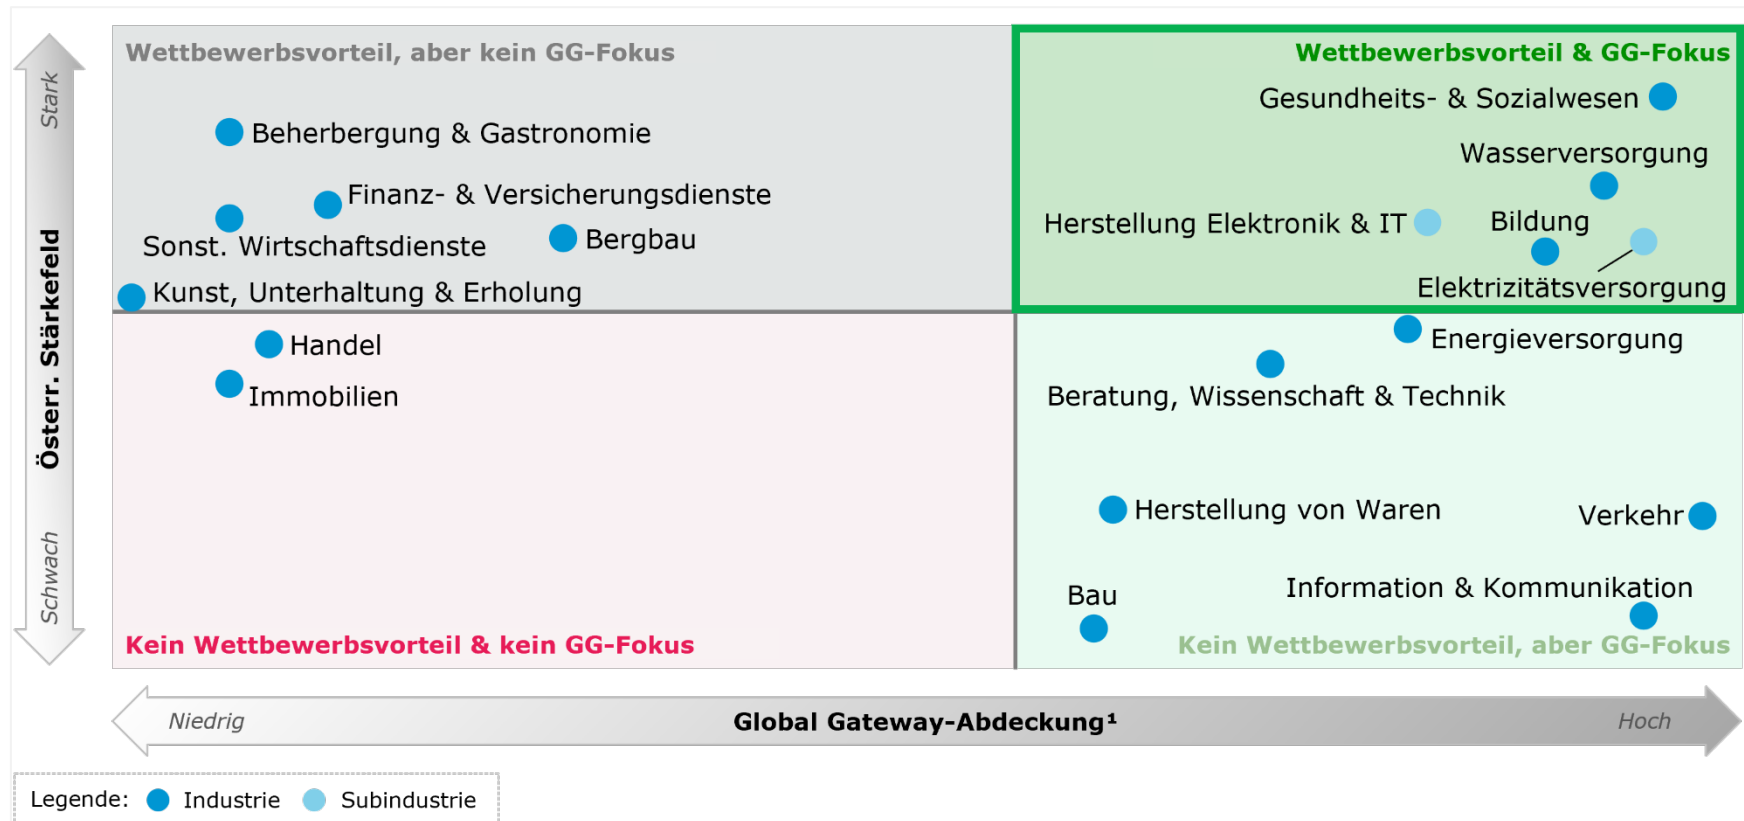 Wettbewerbsvorteil, aber kein GG-Fokus
Wettbewerbsvorteil & GG-Fokus
Stark
Österr. Stärkefeld
Schwach
Beherbergung & Gastronomie
Finanz- & Versicherungsdienste
Sonst. Wirtschaftsdienste
Bergbau
Kunst, Unterhaltung & Erholung
Gesundheits- & Sozialwesen
Wasserversorgung
Herstellung Elektronik & IT
Bildung
Elektrizitätsversorgung
Handel
Immobilien
Kein Wettbewerbsvorteil & kein GG-Fokus
Energieversorgung
Beratung, Wissenschaft & Technik
Herstellung von Waren
Verkehr
Information & Kommunikation
Bau
Kein Wettbewerbsvorteil, aber GG-Fokus
Niedrig
Global Gateway-Abdeckung¹
Hoch
Legende: Industrie Subindustrie